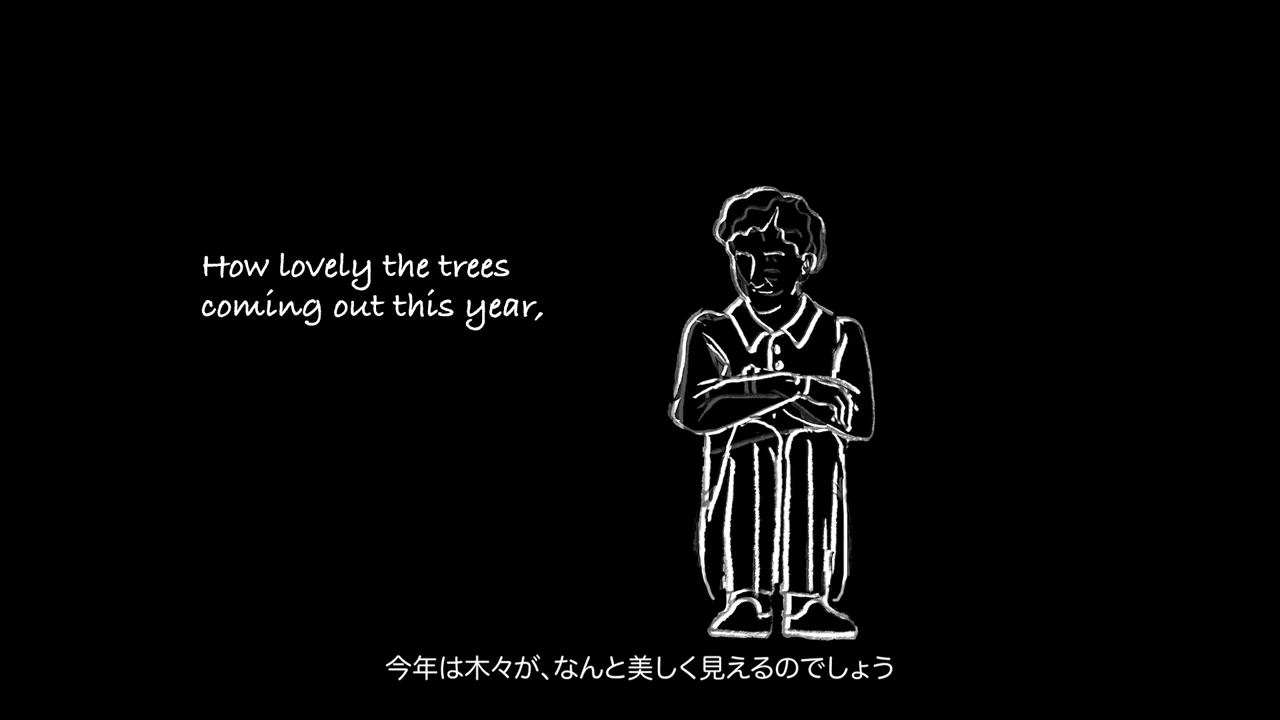 How lovely the trees
coming out this year,
今年は木々が、なんと美しく見えるのでしょう